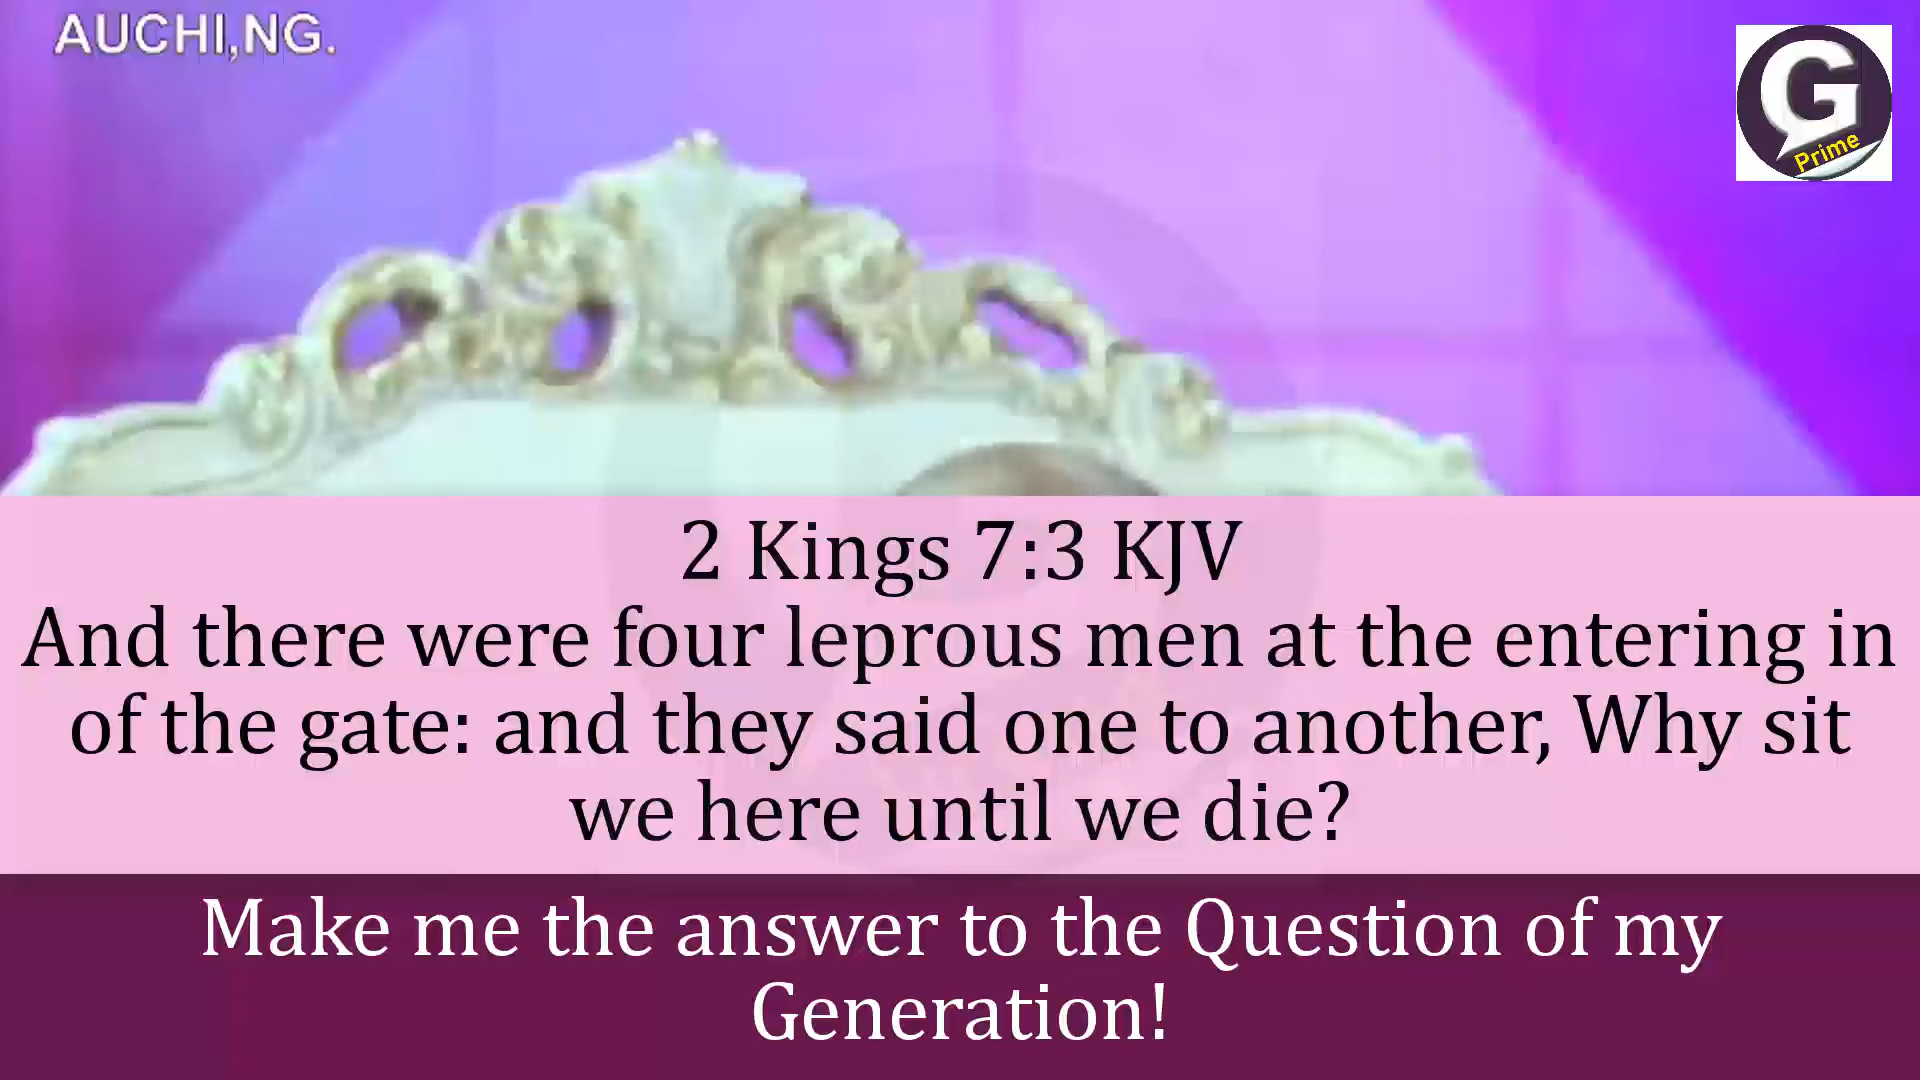 AUCHI,NG.
G
Prime
2 Kings 7:3 KJV
And there were four leprous men at the entering in
of the gate: and they said one to another, Why sit
we here until we die?
Make me the answer to the Question of my
Generation!